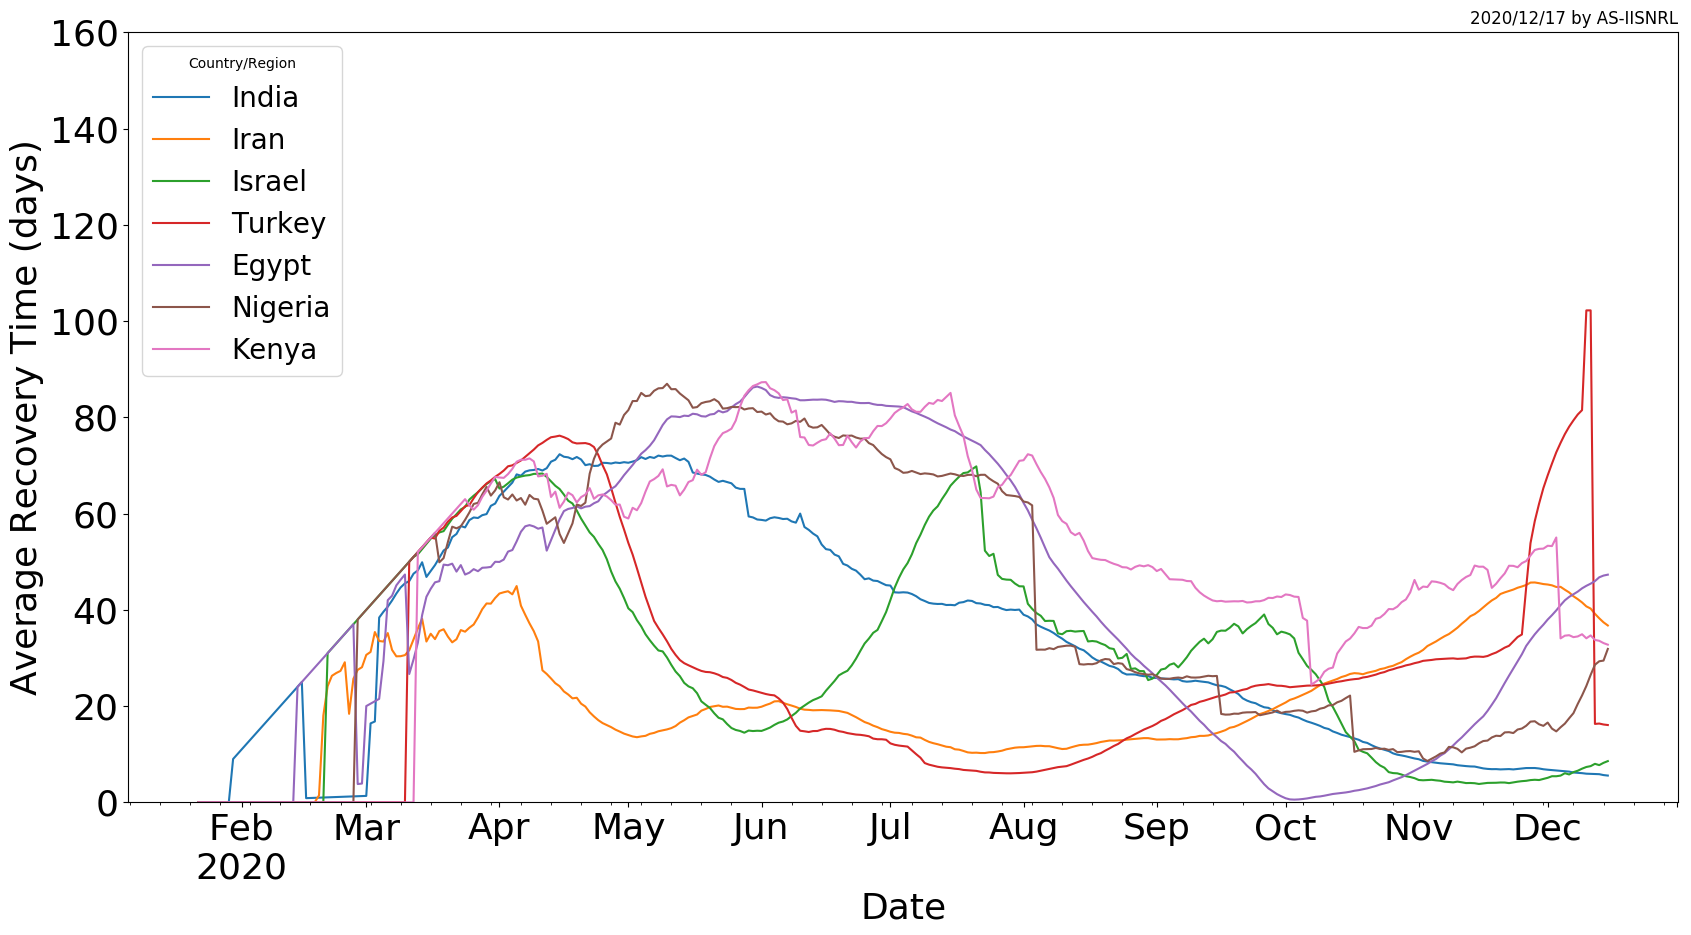 2020/12/17 by AS-IISNRL
160
140
120
100
80
60
40
20
0
Average Recovery Time (days)
Country/Region
India
Iran
Israel
Turkey
Egypt
Nigeria
Kenya
Feb Mar Apr May Jun Jul Aug Sep Oct Nov Dec
2020
Date